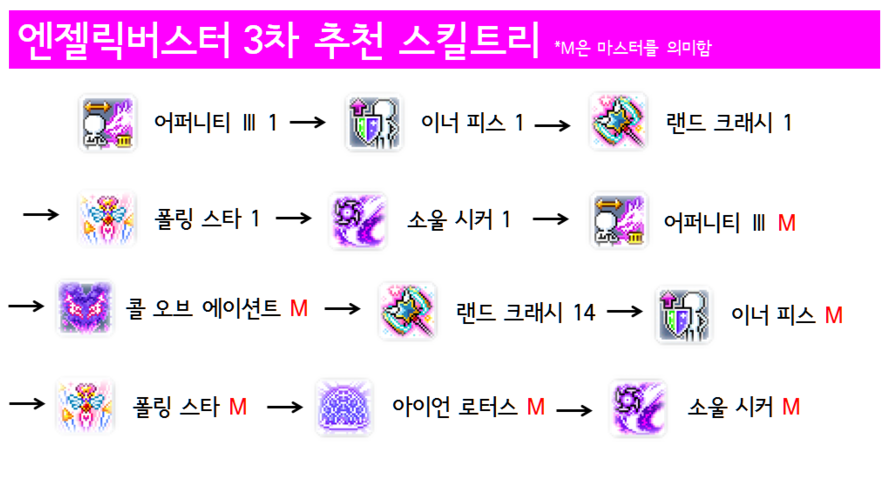 엔젤릭버스터 3차 추천 스킬트리 *M은 마스터를 의미함
어퍼니티 Ⅲ 1 → 이너 피스 1 → 랜드 크래시 1
→ 폴링 스타 1 → 소울 시커 1 → 어퍼니티 Ⅲ M
→ 콜 오브 에이션트 M → 랜드 크래시 14 → 이너 피스 M
→ 폴링 스타 M → 아이언 로터스 M → 소울 시커 M